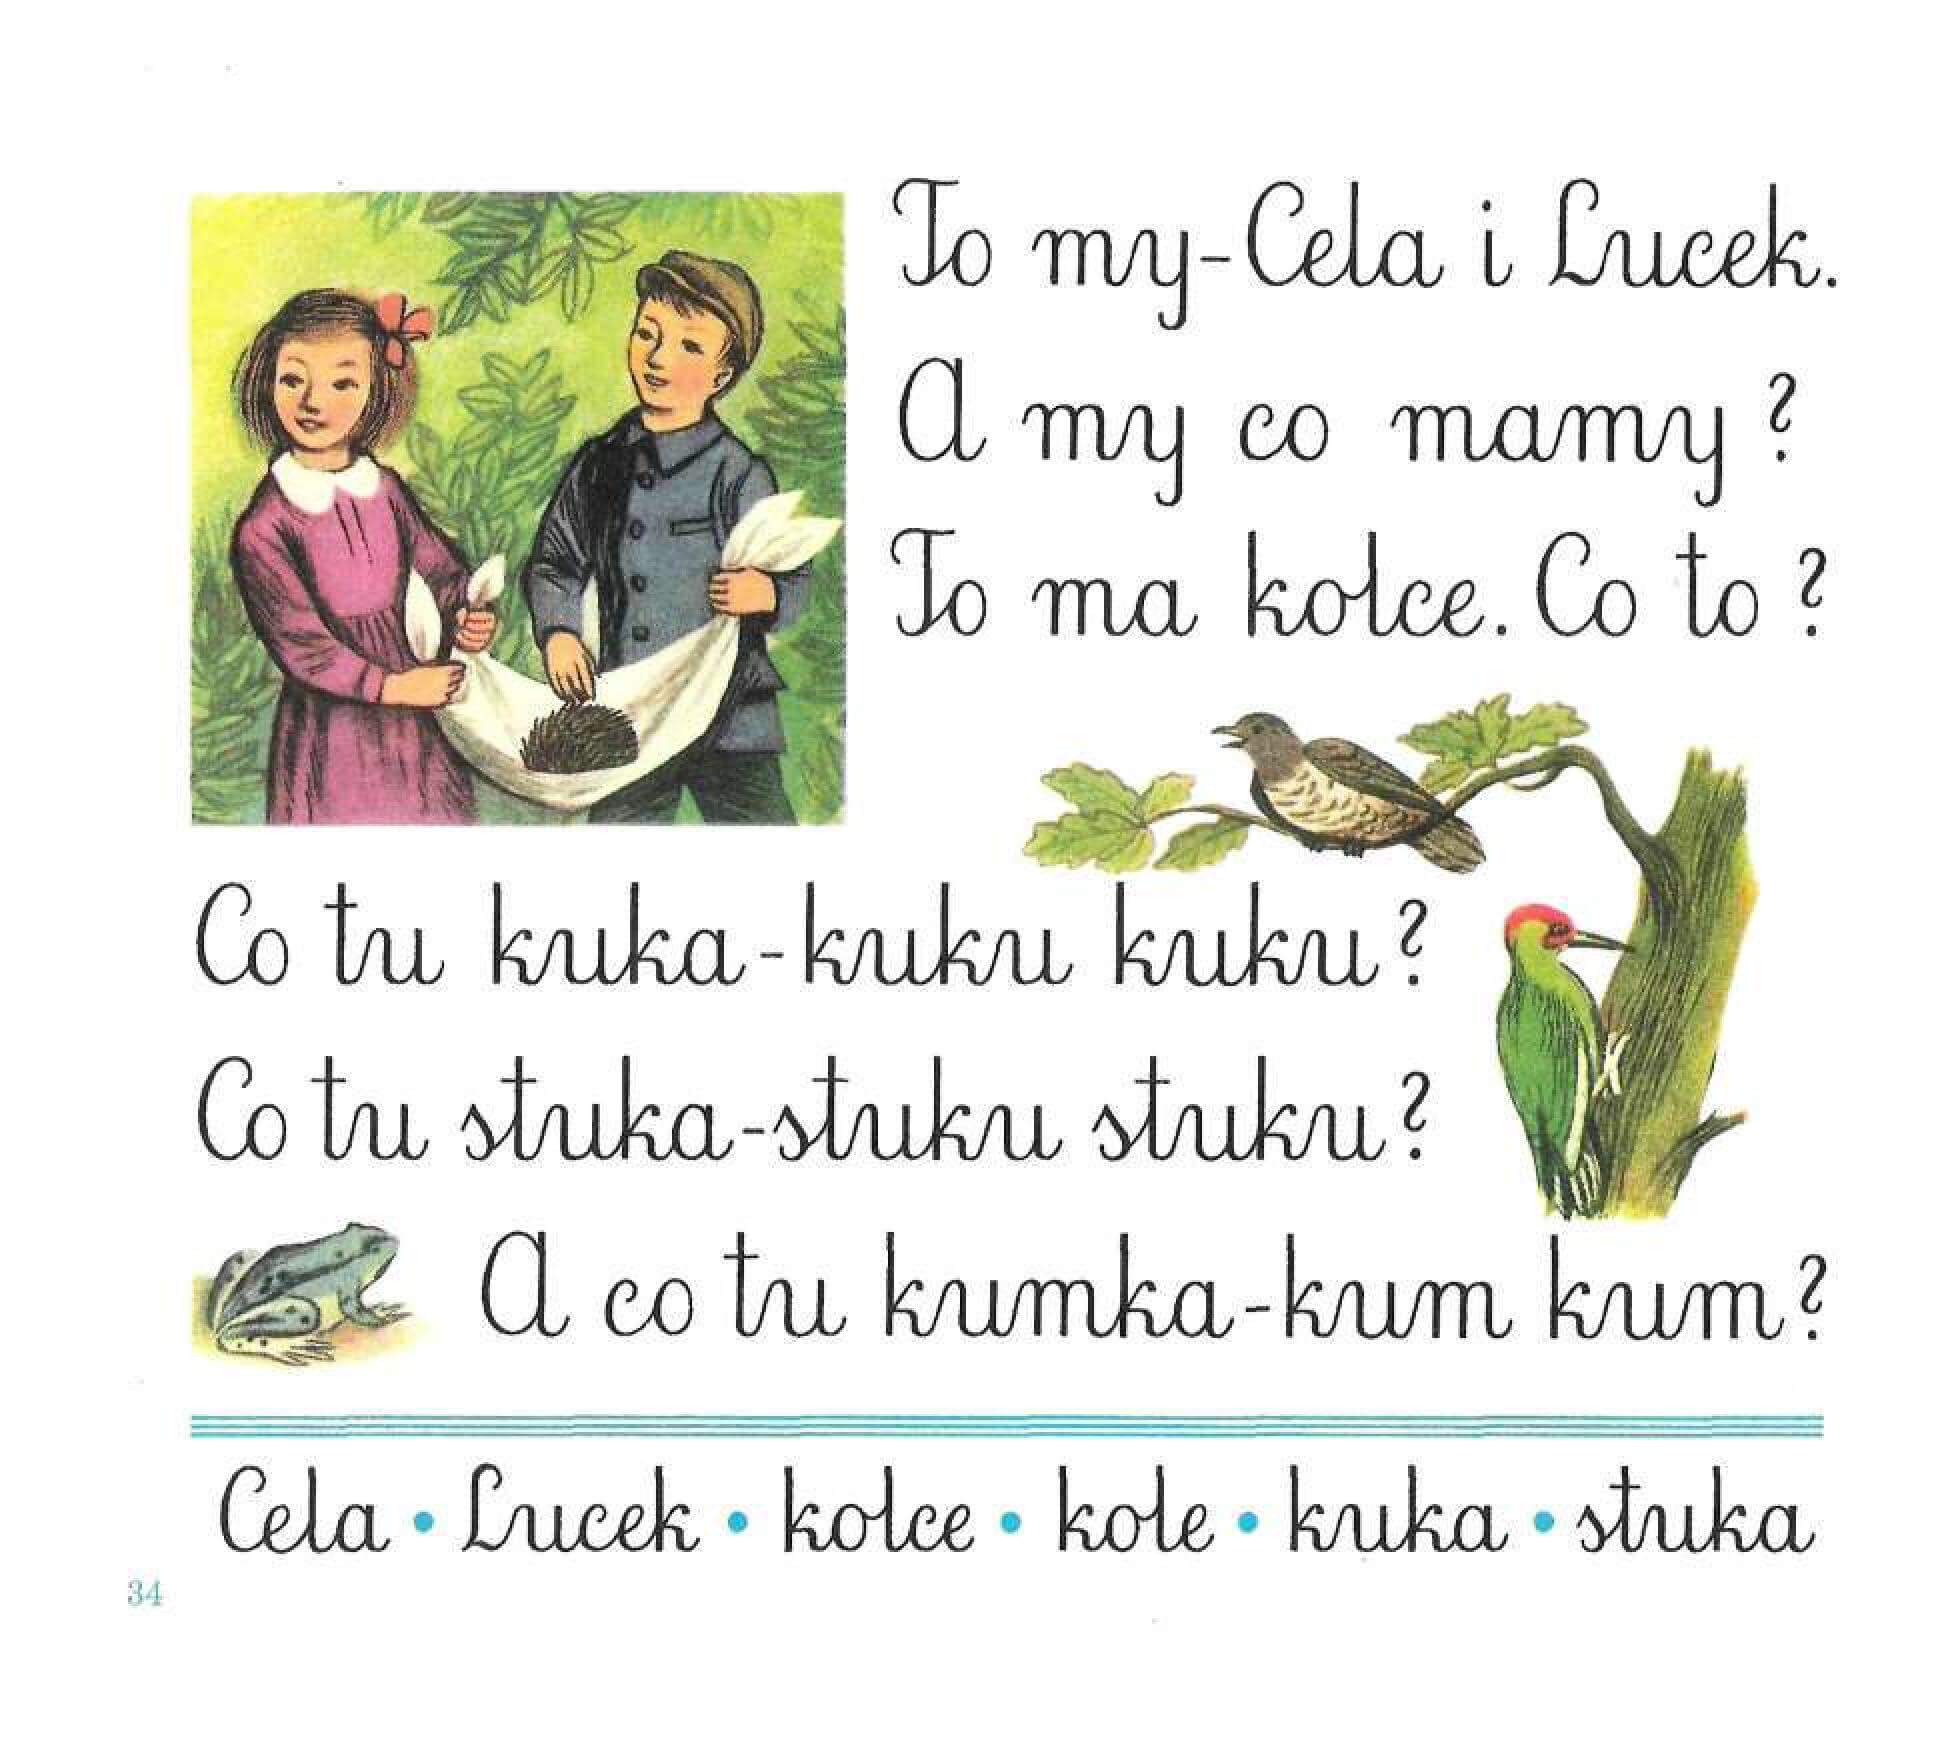 To my-Cela i Lucek.
A my co mamy ?
To ma kolce. Co to ?
Co tu kuka-kuku kuku ?
Co tu stuka-stuku stuku ?
A co tu kumka-kum kum ?
Cela • Lucek • kolce • kole • kuka • stuka
34